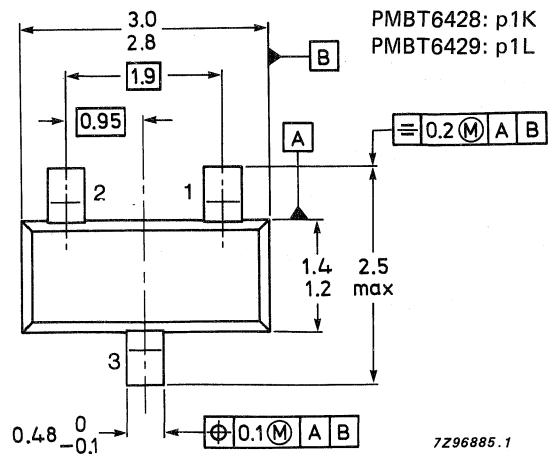 3.0
2.8
PMBT6428: p1K
PMBT6429: p1L
B
1.9
0.95
A
⌯ 0.2 Ⓜ A B
2
1
1.4
1.2
2.5
max
3
0.48 0
-0.1
⌖ 0.1 Ⓜ A B
7Z96885.1